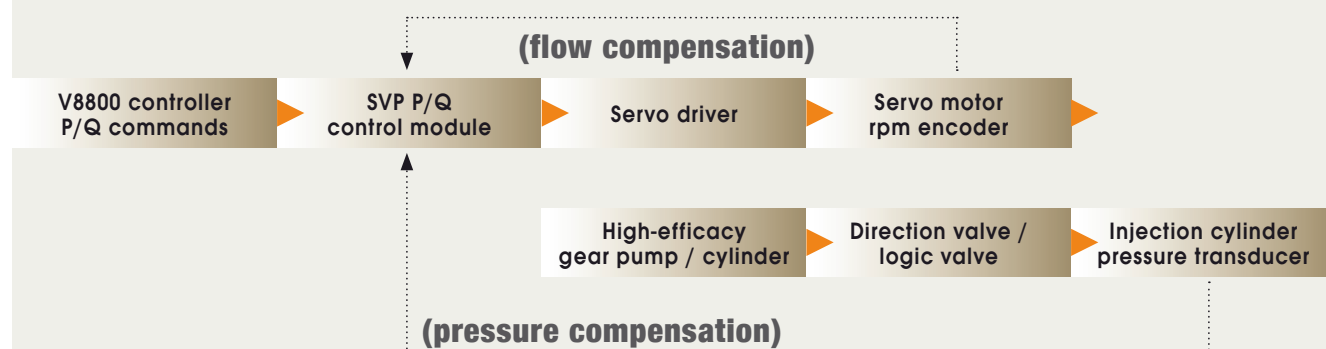 (flow compensation)
V8800 controller
P/Q commands
SVP P/Q
control module
Servo driver
Servo motor
rpm encoder
High-efficacy
gear pump / cylinder
Direction valve /
logic valve
Injection cylinder
pressure transducer
(pressure compensation)